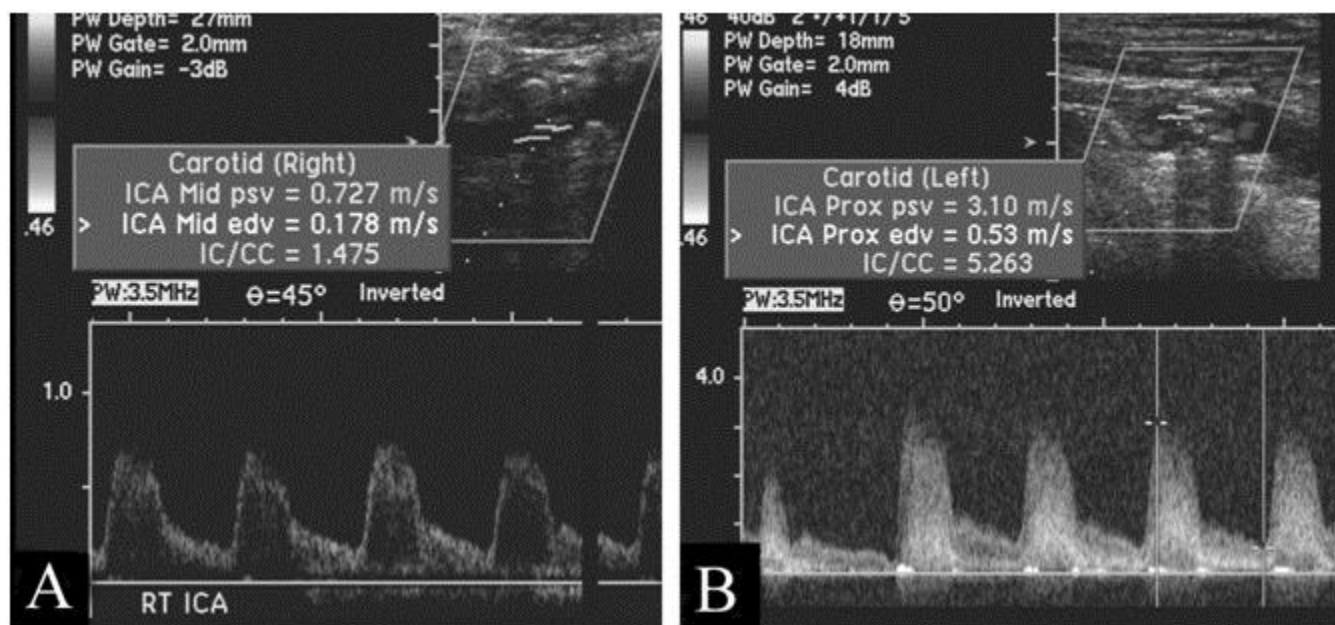 PW Depth= 27mm
PW Gate= 2.0mm
PW Gain= -3dB
Carotid (Right)
ICA Mid psv = 0.727 m/s
> ICA Mid edv = 0.178 m/s
IC/CC = 1.475
.46
PW:3.5MHz θ=45° Inverted
1.0
A
RT ICA
.46
PW Depth= 18mm
PW Gate= 2.0mm
PW Gain= 4dB
Carotid (Left)
ICA Prox psv = 3.10 m/s
> ICA Prox edv = 0.53 m/s
IC/CC = 5.263
.46
PW:3.5MHz θ=50° Inverted
4.0
B